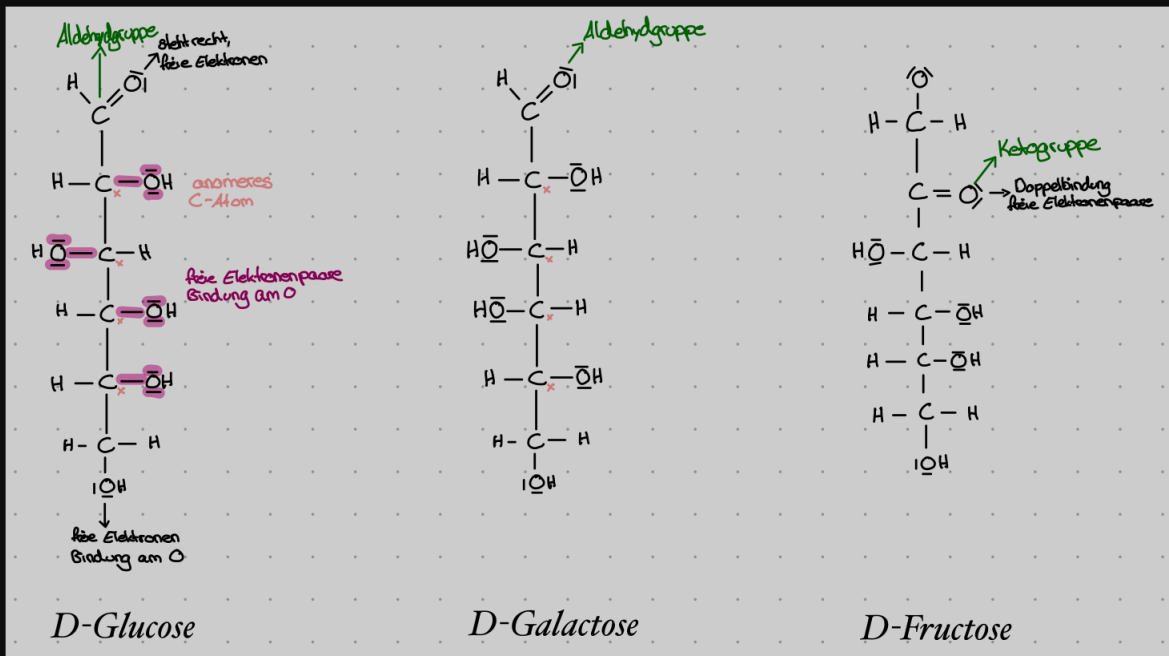 Aldehydgruppe
steht recht,
freie Elektronen
H O
C
H – C – OH
anomeres
C-Atom
HO – C – H
freie Elektronenpaare
Bindung am O
H – C – OH
H – C – OH
H – C – H
OH
freie Elektronen
Bindung am O
D-Glucose
Aldehydgruppe
H O
C
H – C – OH
HO – C – H
HO – C – H
H – C – OH
H – C – H
OH
D-Galactose
O
H – C – H
Ketogruppe
C = O
Doppelbindung
freie Elektronenpaare
HO – C – H
H – C – OH
H – C – OH
H – C – H
OH
D-Fructose